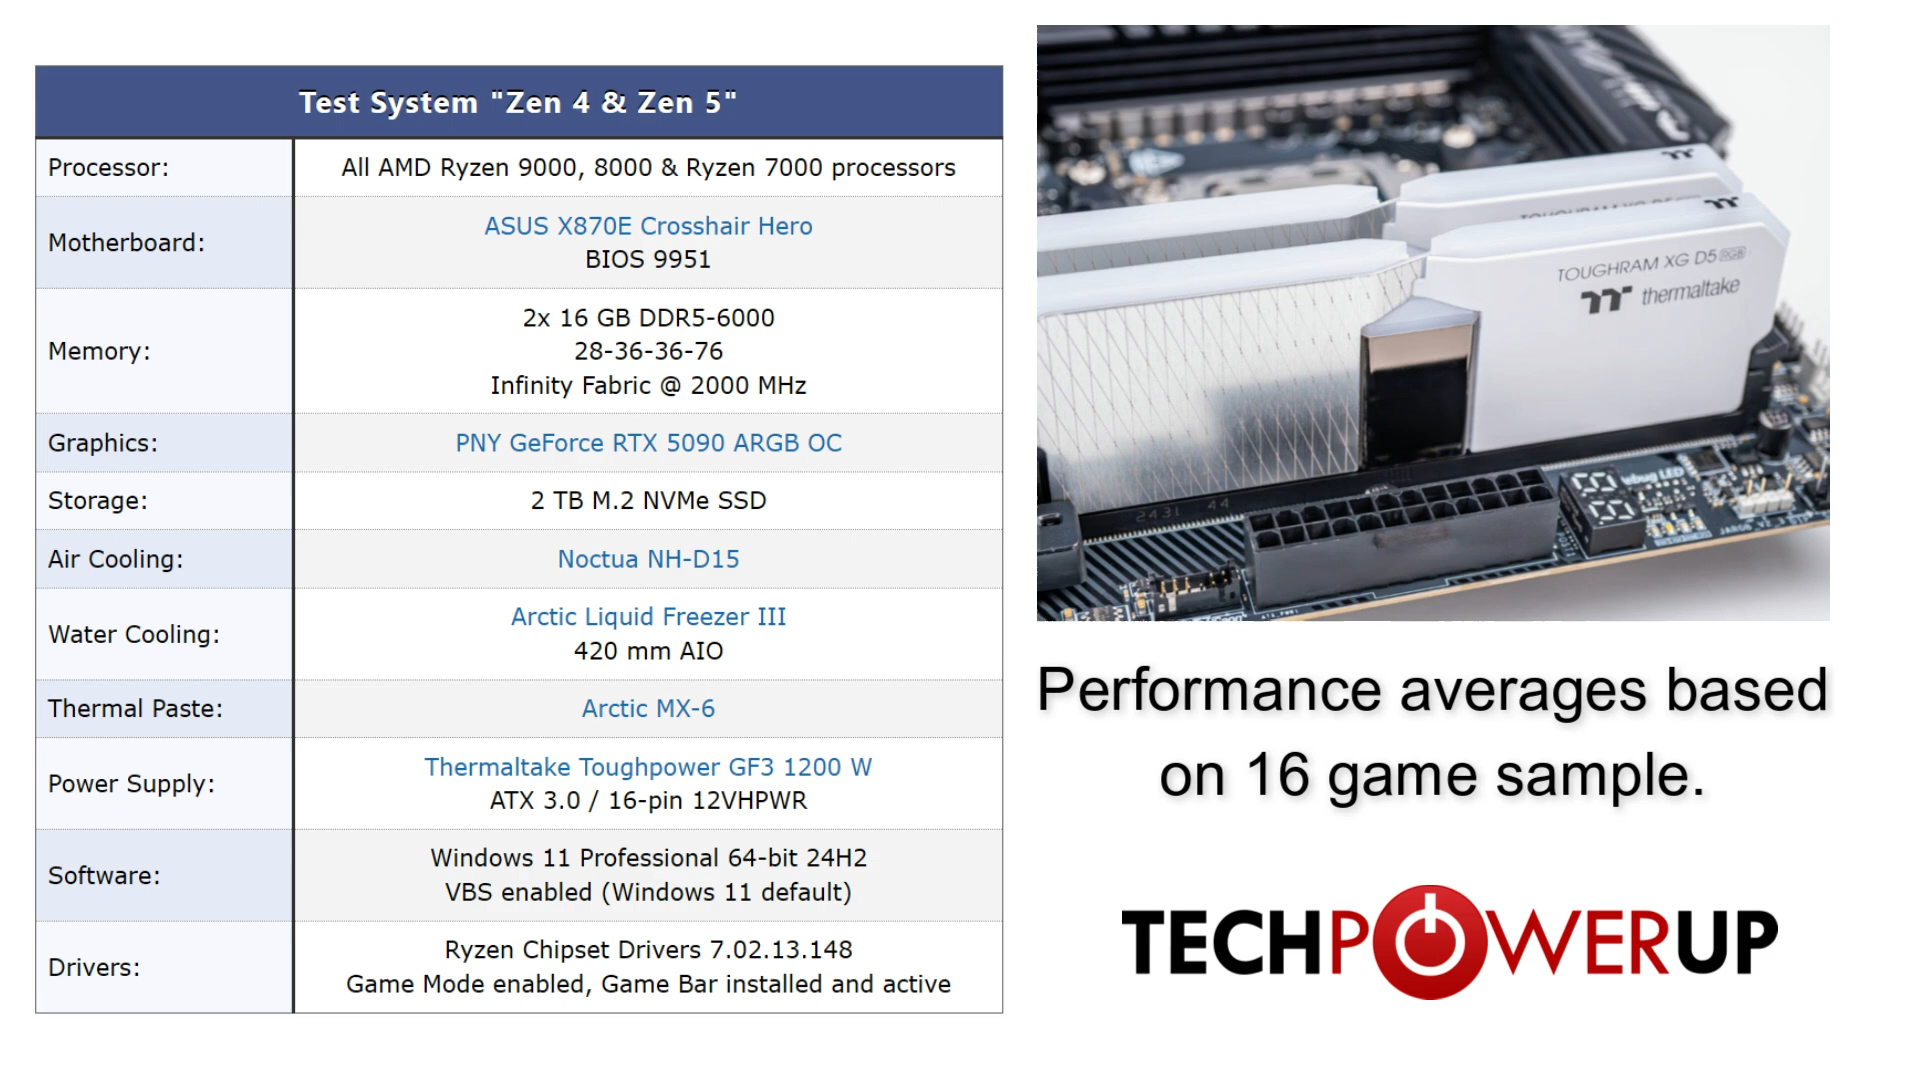 Test System "Zen 4 & Zen 5"
Processor:
All AMD Ryzen 9000, 8000 & Ryzen 7000 processors
Motherboard:
ASUS X870E Crosshair Hero
BIOS 9951
Memory:
2x 16 GB DDR5-6000
28-36-36-76
Infinity Fabric @ 2000 MHz
Graphics:
PNY GeForce RTX 5090 ARGB OC
Storage:
2 TB M.2 NVMe SSD
Air Cooling:
Noctua NH-D15
Water Cooling:
Arctic Liquid Freezer III
420 mm AIO
Thermal Paste:
Arctic MX-6
Power Supply:
Thermaltake Toughpower GF3 1200 W
ATX 3.0 / 16-pin 12VHPWR
Software:
Windows 11 Professional 64-bit 24H2
VBS enabled (Windows 11 default)
Drivers:
Ryzen Chipset Drivers 7.02.13.148
Game Mode enabled, Game Bar installed and active
TOUGHRAM XG D5 RGB
thermaltake
2431 44
Performance averages based
on 16 game sample.
TECHPOWERUP